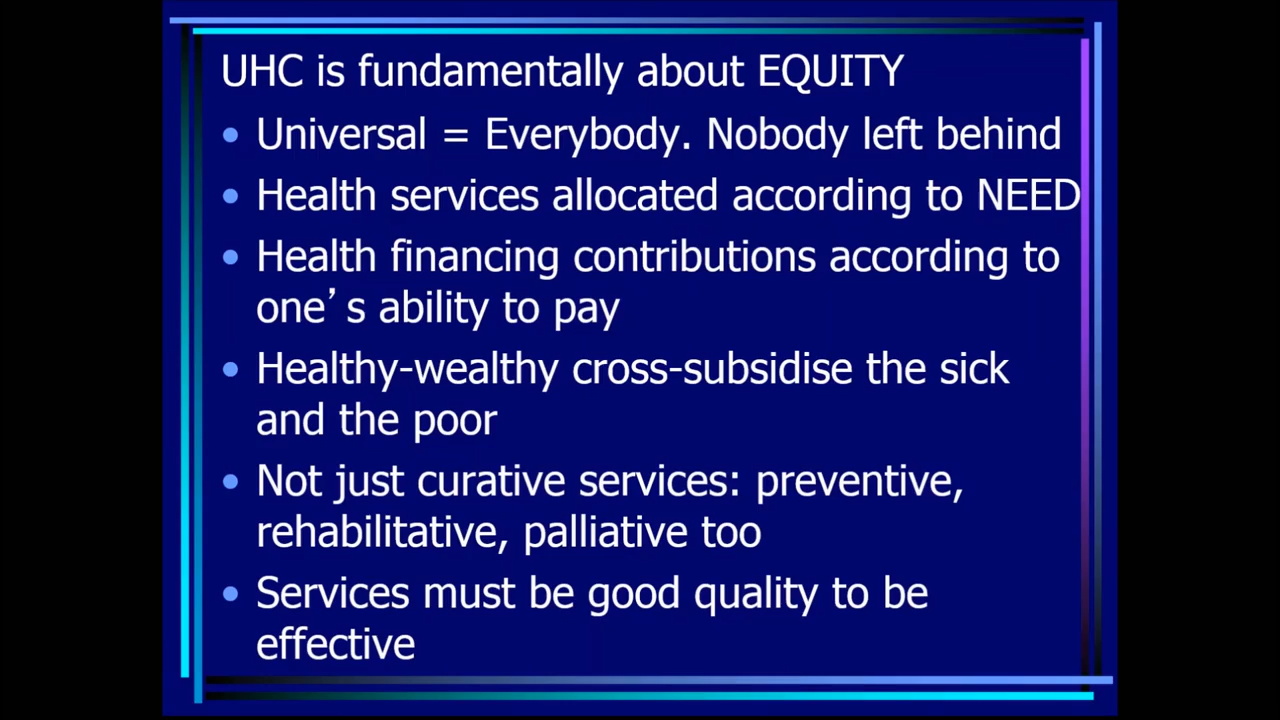 UHC is fundamentally about EQUITY
• Universal = Everybody. Nobody left behind
• Health services allocated according to NEED
• Health financing contributions according to
one’s ability to pay
• Healthy-wealthy cross-subsidise the sick
and the poor
• Not just curative services: preventive,
rehabilitative, palliative too
• Services must be good quality to be
effective